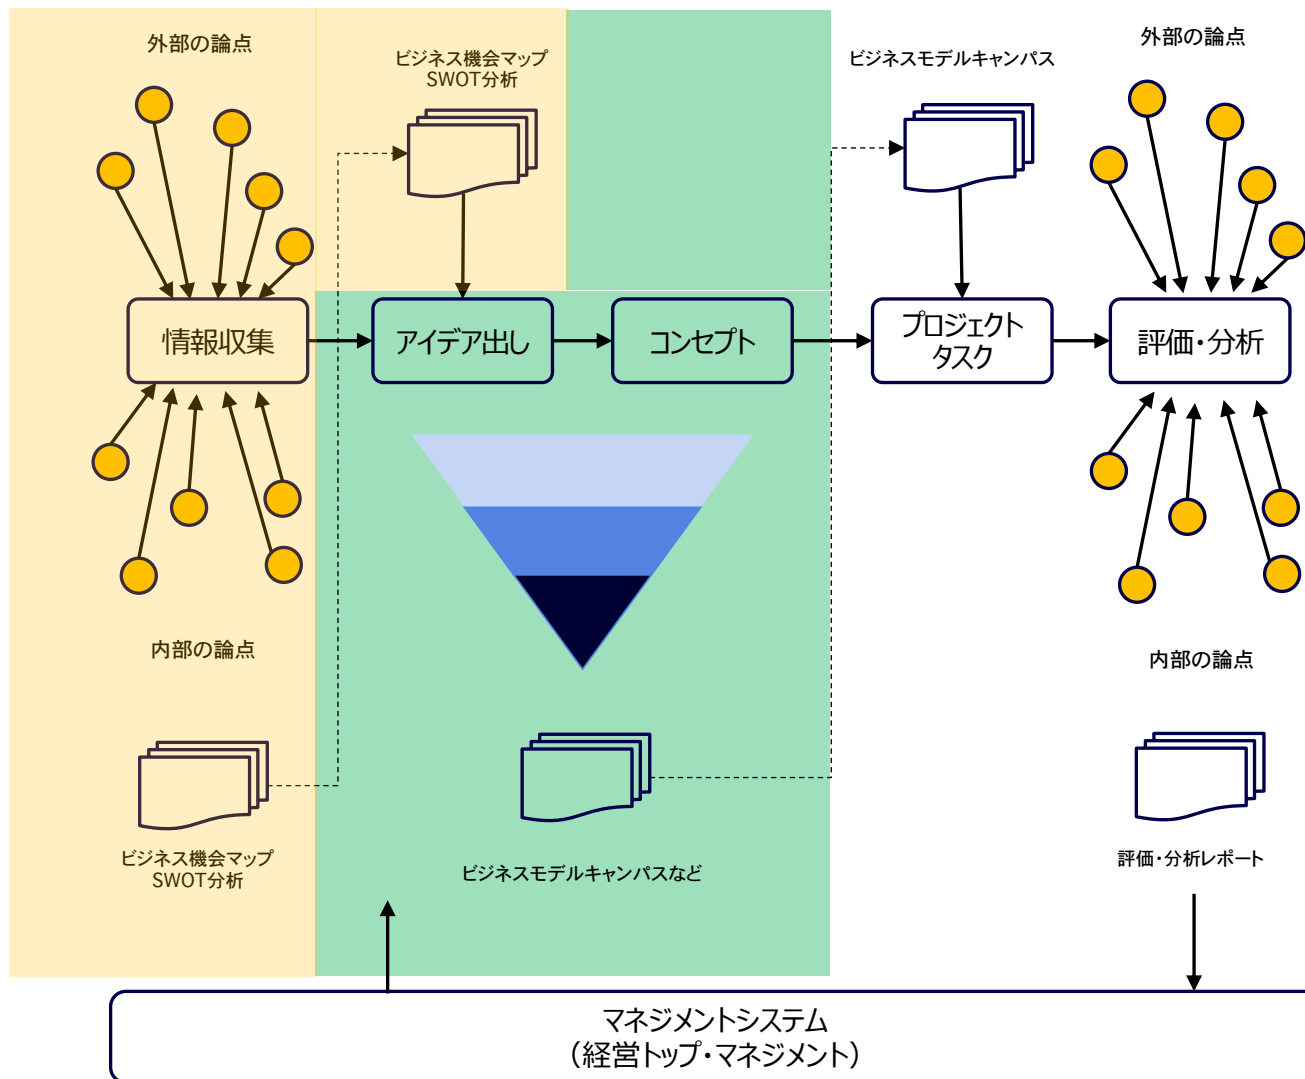 外部の論点
ビジネス機会マップ
SWOT分析
ビジネスモデルキャンパス
外部の論点
情報収集
アイデア出し
コンセプト
プロジェクト
タスク
評価・分析
内部の論点
内部の論点
ビジネス機会マップ
SWOT分析
ビジネスモデルキャンパスなど
評価・分析レポート
マネジメントシステム
（経営トップ・マネジメント）